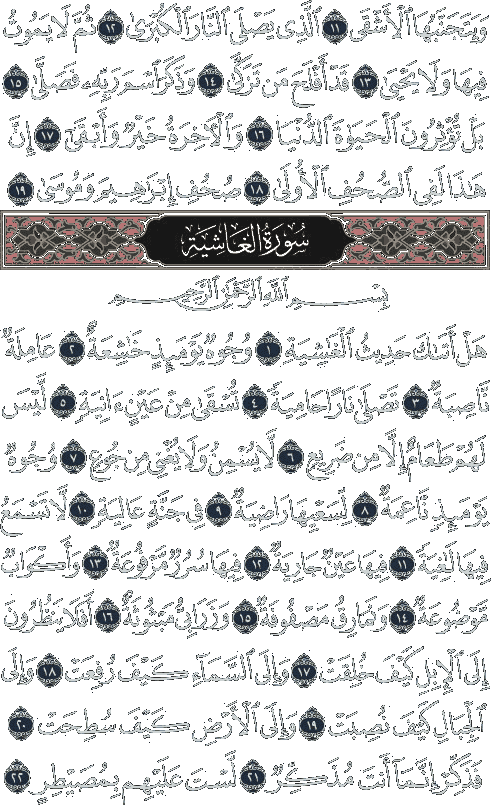 وَيَتَجَنَّبُهَا ٱلْأَشْقَى ١١ ٱلَّذِى يَصْلَى ٱلنَّارَ ٱلْكُبْرَىٰ ١٢ ثُمَّ لَا يَمُوتُ
فِيهَا وَلَا يَحْيَىٰ ١٣ قَدْ أَفْلَحَ مَن تَزَكَّىٰ ١٤ وَذَكَرَ ٱسْمَ رَبِّهِۦ فَصَلَّىٰ ١٥
بَلْ تُؤْثِرُونَ ٱلْحَيَوٰةَ ٱلدُّنْيَا ١٦ وَٱلْءَاخِرَةُ خَيْرٌ وَأَبْقَىٰٓ ١٧ إِنَّ
هَٰذَا لَفِى ٱلصُّحُفِ ٱلْأُولَىٰ ١٨ صُحُفِ إِبْرَٰهِيمَ وَمُوسَىٰ ١٩
سُورَةُ الغَاشِيَةِ
بِسْمِ ٱللَّهِ ٱلرَّحْمَٰنِ ٱلرَّحِيمِ
هَلْ أَتَىٰكَ حَدِيثُ ٱلْغَٰشِيَةِ ١ وُجُوهٌ يَوْمَئِذٍ خَٰشِعَةٌ ٢ عَامِلَةٌ
نَّاصِبَةٌ ٣ تَصْلَىٰ نَارًا حَامِيَةً ٤ تُسْقَىٰ مِنْ عَيْنٍ ءَانِيَةٍ ٥ لَّيْسَ
لَهُمْ طَعَامٌ إِلَّا مِن ضَرِيعٍ ٦ لَّا يُسْمِنُ وَلَا يُغْنِى مِن جُوعٍ ٧ وُجُوهٌ
يَوْمَئِذٍ نَّاعِمَةٌ ٨ لِّسَعْيِهَا رَاضِيَةٌ ٩ فِى جَنَّةٍ عَالِيَةٍ ١٠ لَّا تَسْمَعُ
فِيهَا لَٰغِيَةً ١١ فِيهَا عَيْنٌ جَارِيَةٌ ١٢ فِيهَا سُرُرٌ مَّرْفُوعَةٌ ١٣ وَأَكْوَابٌ
مَّوْضُوعَةٌ ١٤ وَنَمَارِقُ مَصْفُوفَةٌ ١٥ وَزَرَابِىُّ مَبْثُوثَةٌ ١٦ أَفَلَا يَنظُرُونَ
إِلَى ٱلْإِبِلِ كَيْفَ خُلِقَتْ ١٧ وَإِلَى ٱلسَّمَآءِ كَيْفَ رُفِعَتْ ١٨ وَإِلَى
ٱلْجِبَالِ كَيْفَ نُصِبَتْ ١٩ وَإِلَى ٱلْأَرْضِ كَيْفَ سُطِحَتْ ٢٠
فَذَكِّرْ إِنَّمَآ أَنتَ مُذَكِّرٌ ٢١ لَّسْتَ عَلَيْهِم بِمُصَيْطِرٍ ٢٢